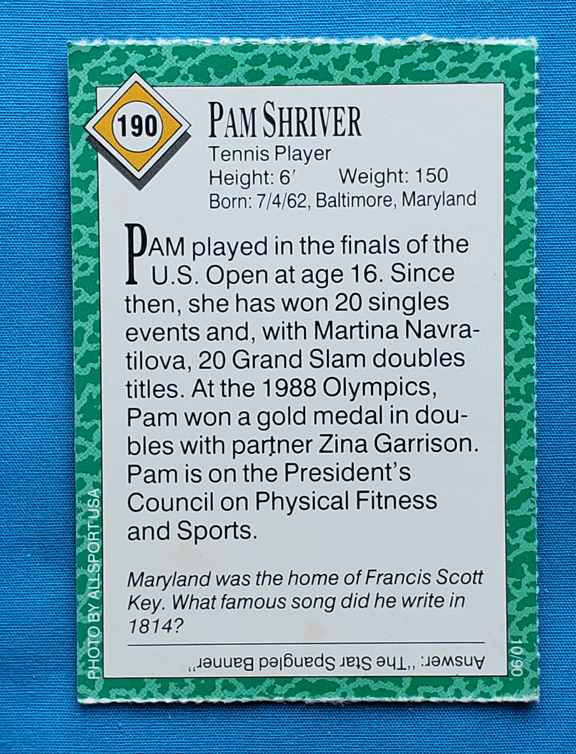 190
PAM SHRIVER
Tennis Player
Height: 6′ Weight: 150
Born: 7/4/62, Baltimore, Maryland
PAM played in the finals of the
U.S. Open at age 16. Since
then, she has won 20 singles
events and, with Martina Navra-
tilova, 20 Grand Slam doubles
titles. At the 1988 Olympics,
Pam won a gold medal in dou-
bles with partner Zina Garrison.
Pam is on the President's
Council on Physical Fitness
and Sports.
Maryland was the home of Francis Scott
Key. What famous song did he write in
1814?
Answer: "The Star Spangled Banner"
PHOTO BY ALLSPORT USA
10/90